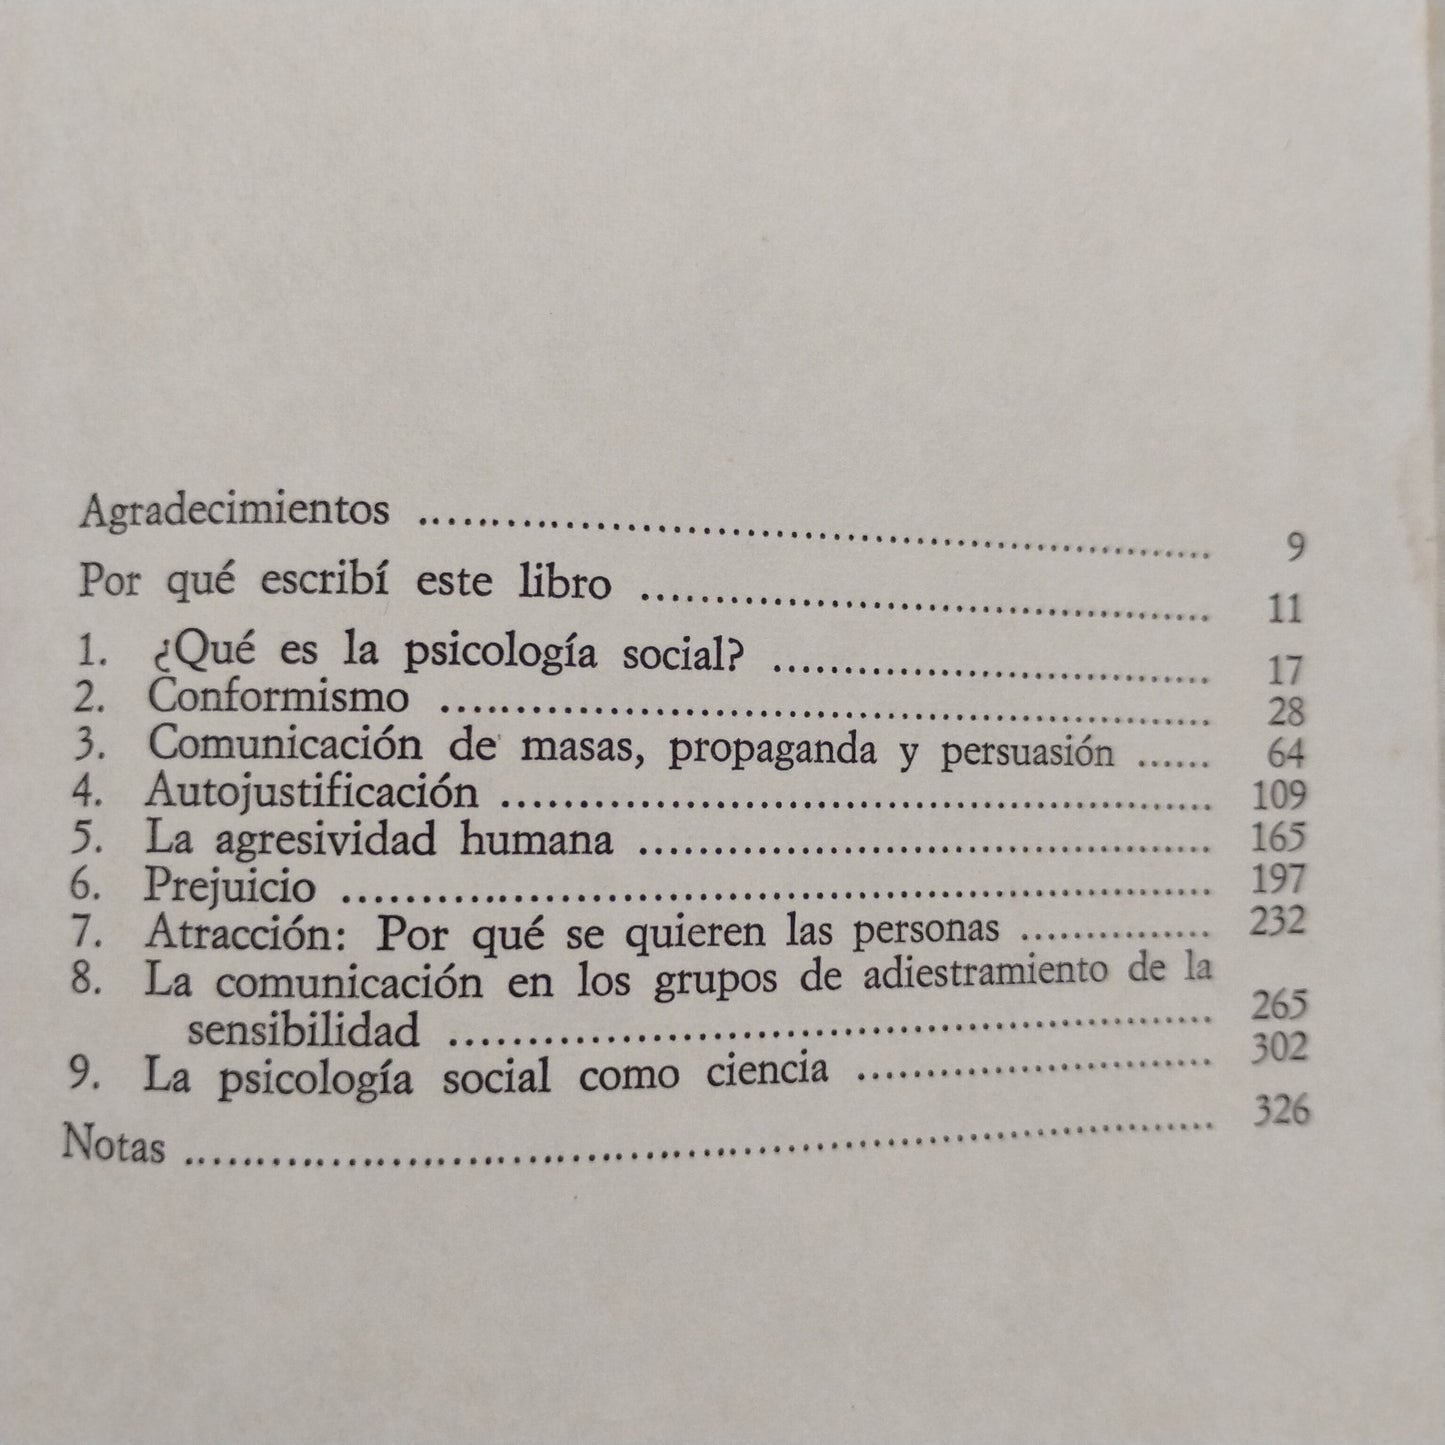 Agradecimientos .................................................. 9
Por qué escribí este libro .................................... 11
1. ¿Qué es la psicología social? ............................. 17
2. Conformismo .................................................. 28
3. Comunicación de masas, propaganda y persuasión ...... 64
4. Autojustificación .............................................. 109
5. La agresividad humana ..................................... 165
6. Prejuicio ........................................................ 197
7. Atracción: Por qué se quieren las personas ............... 232
8. La comunicación en los grupos de adiestramiento de la
sensibilidad ................................................. 265
9. La psicología social como ciencia ........................ 302
Notas ................................................................ 326